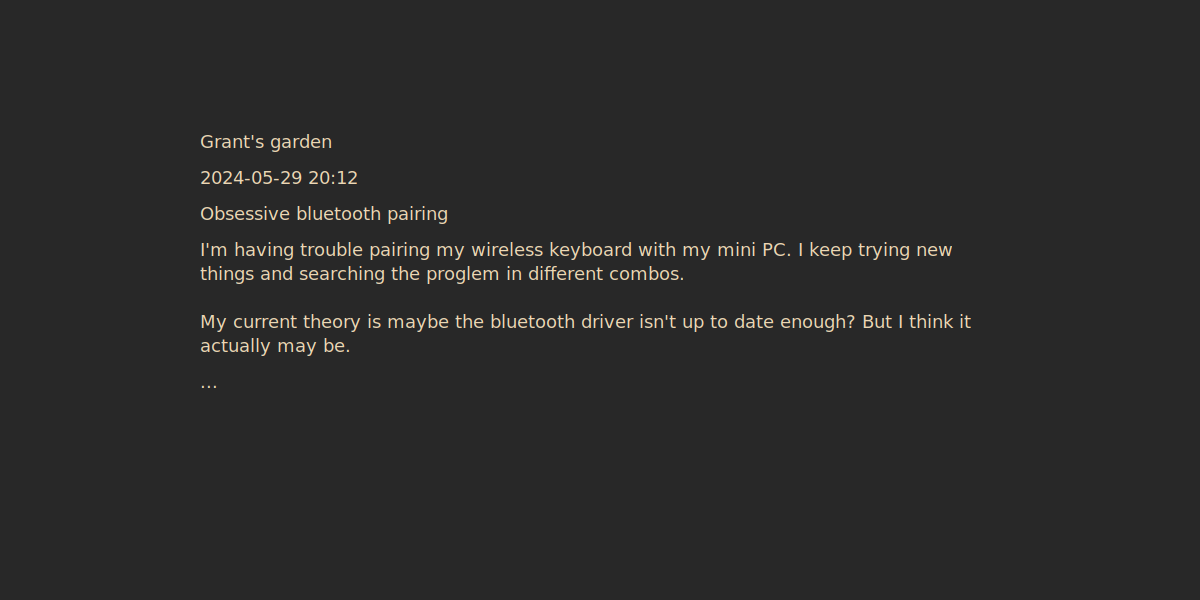 Grant's garden
2024-05-29 20:12
Obsessive bluetooth pairing
I'm having trouble pairing my wireless keyboard with my mini PC. I keep trying new
things and searching the proglem in different combos.
My current theory is maybe the bluetooth driver isn't up to date enough? But I think it
actually may be.
...